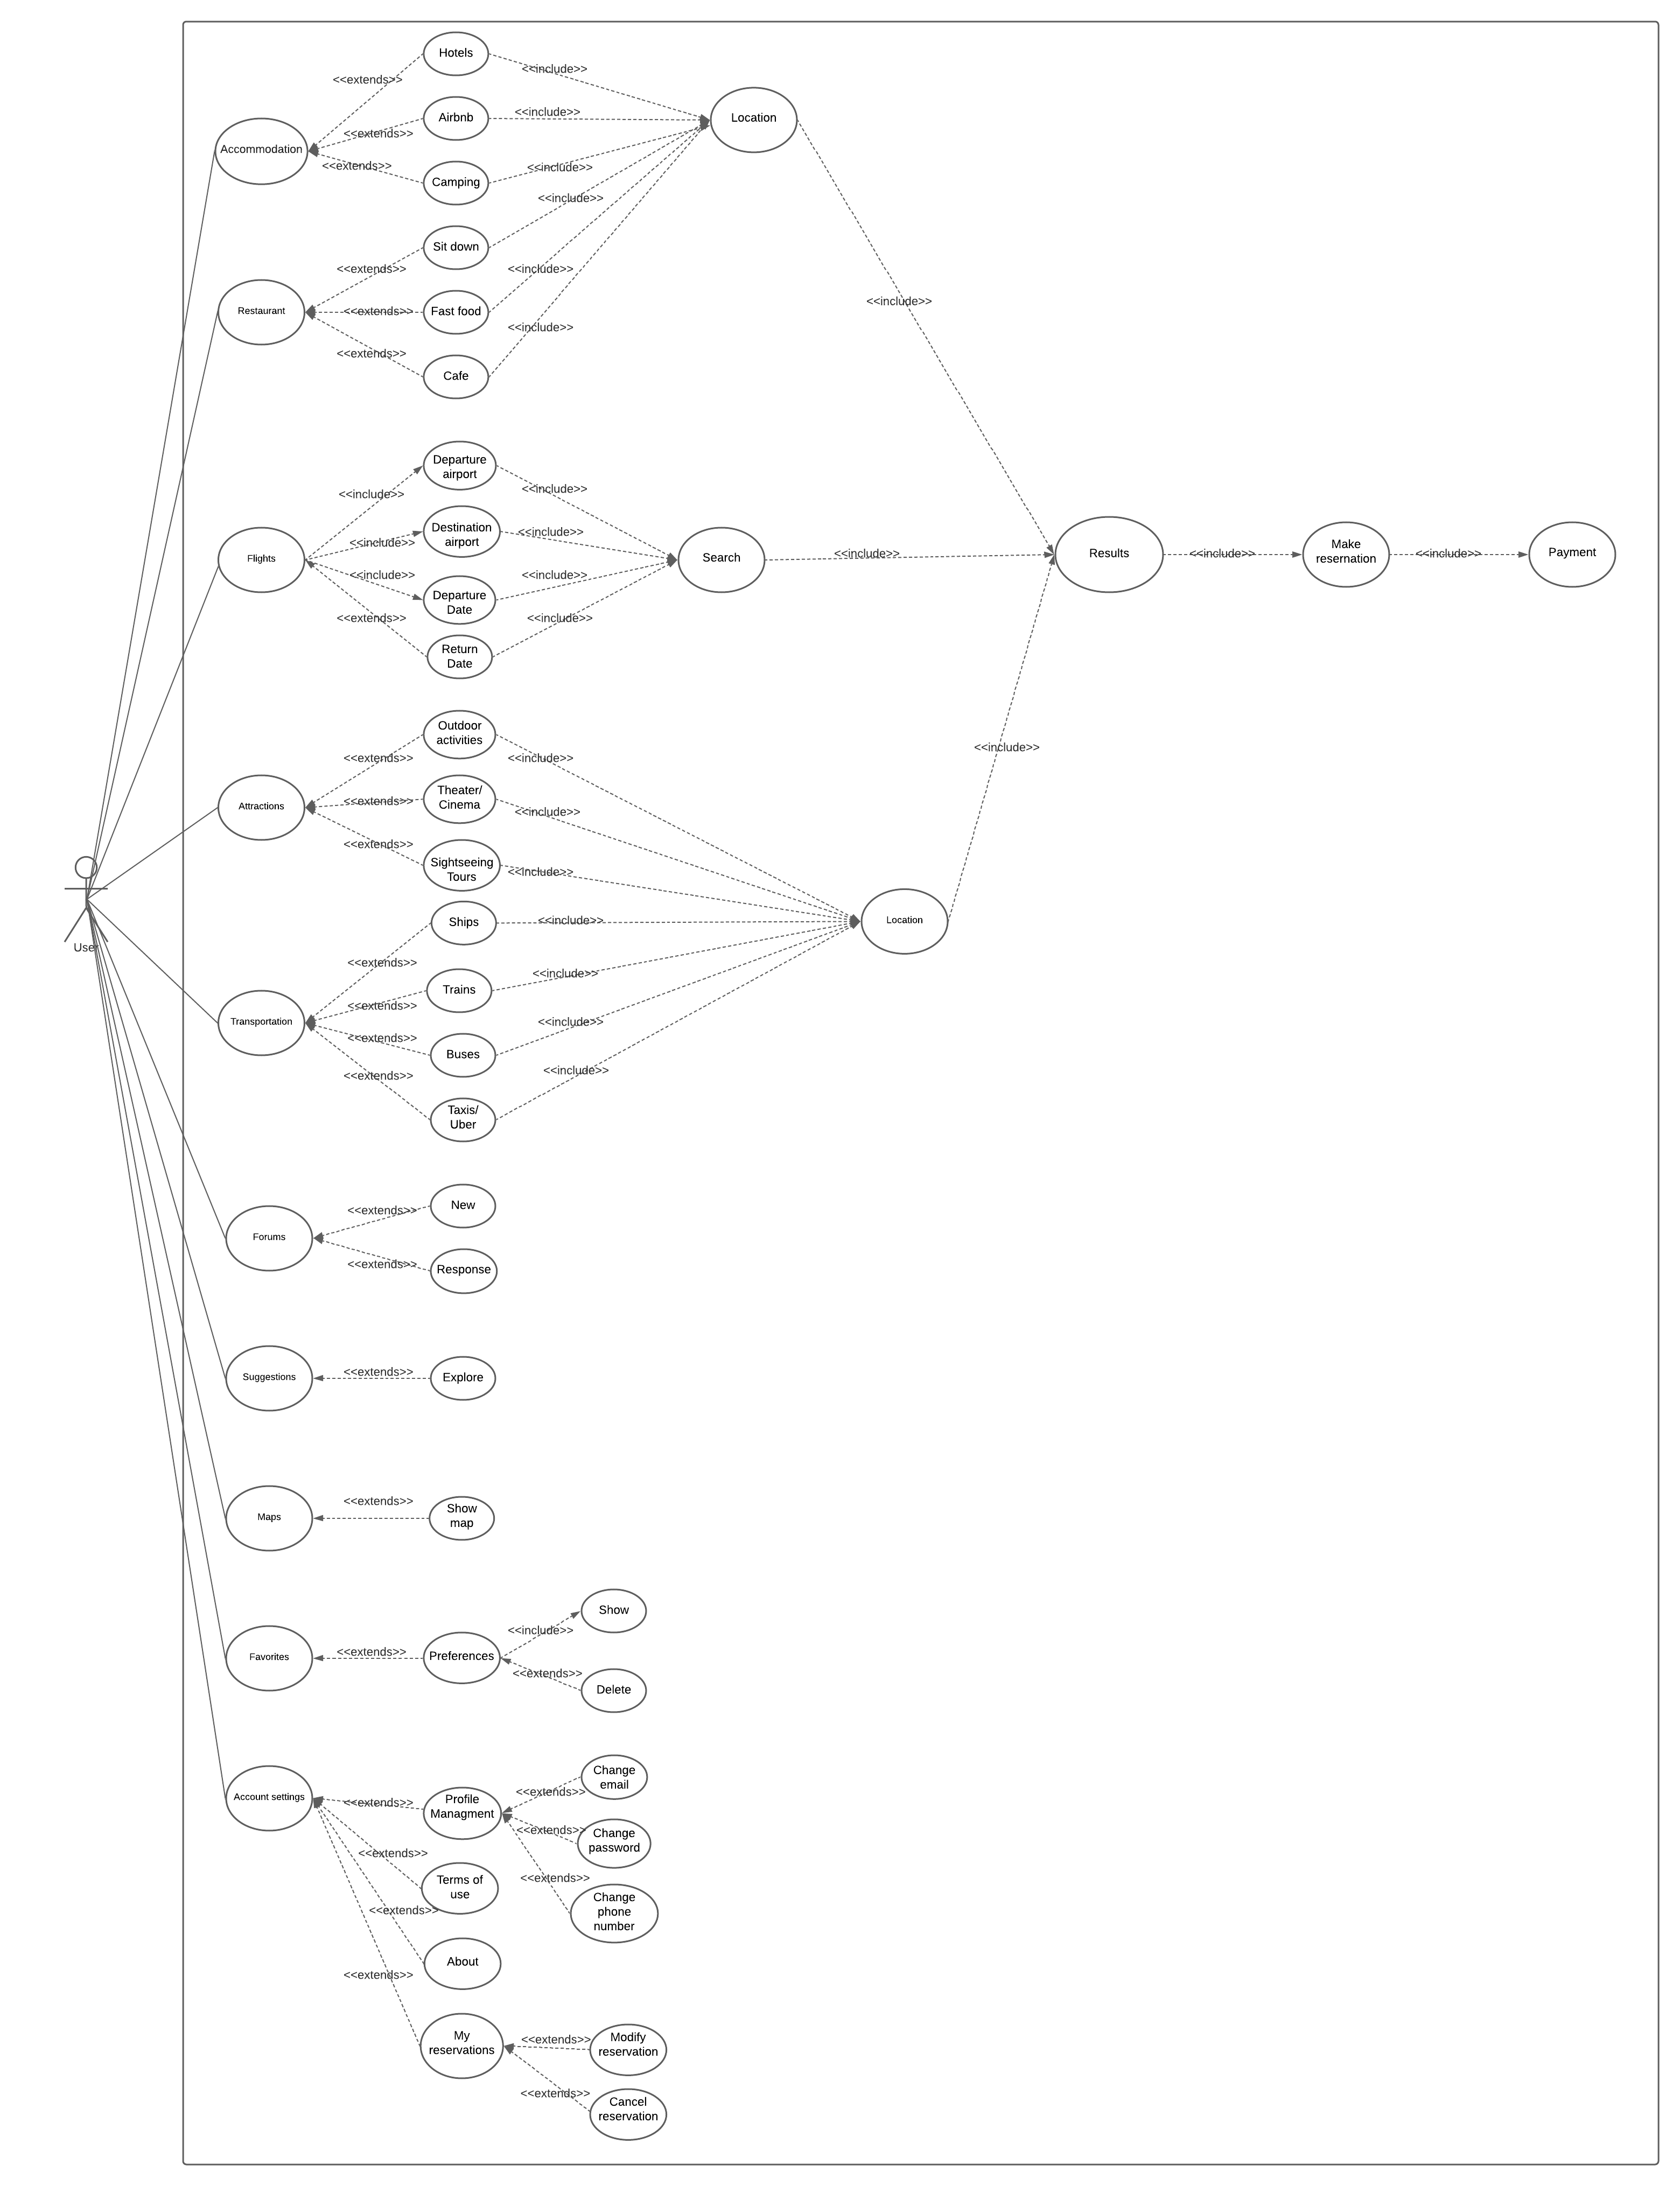 Hotels
<<extends>>
<<include>>
Airbnb
<<include>>
Location
<<extends>>
Accommodation
<<extends>>
<<include>>
Camping
<<include>>
Sit down
<<extends>>
<<include>>
<<include>>
Restaurant
<<extends>>
Fast food
<<include>>
<<extends>>
Cafe
Departure
airport
<<include>>
<<include>>
Destination
airport
<<include>>
<<include>>
Flights
Search
<<include>>
Results
<<include>>
Make
resernation
<<include>>
Payment
<<include>>
<<include>>
Departure
Date
<<extends>>
<<include>>
Return
Date
Outdoor
activities
<<include>>
<<extends>>
<<include>>
Theater/
Cinema
<<extends>>
Attractions
<<include>>
<<extends>>
Sightseeing
Tours
<<include>>
Ships
<<include>>
Location
User
<<extends>>
<<include>>
Trains
<<extends>>
Transportation
<<include>>
<<extends>>
Buses
<<include>>
<<extends>>
Taxis/
Uber
New
<<extends>>
Forums
<<extends>>
Response
<<extends>>
Suggestions
Explore
<<extends>>
Maps
Show
map
Show
<<include>>
<<extends>>
Favorites
Preferences
<<extends>>
Delete
Change
email
<<extends>>
Account settings
<<extends>>
Profile
Managment
<<extends>>
Change
password
<<extends>>
Terms of
use
<<extends>>
Change
phone
number
<<extends>>
About
<<extends>>
My
reservations
<<extends>>
Modify
reservation
<<extends>>
Cancel
reservation